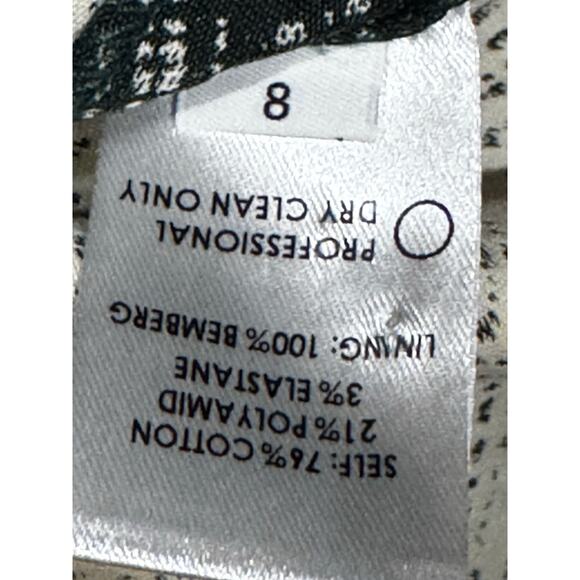 SELF: 76% COTTON
21% POLYAMID
3% ELASTANE
LINING: 100% BEMBERG
PROFESSIONAL
DRY CLEAN ONLY
8